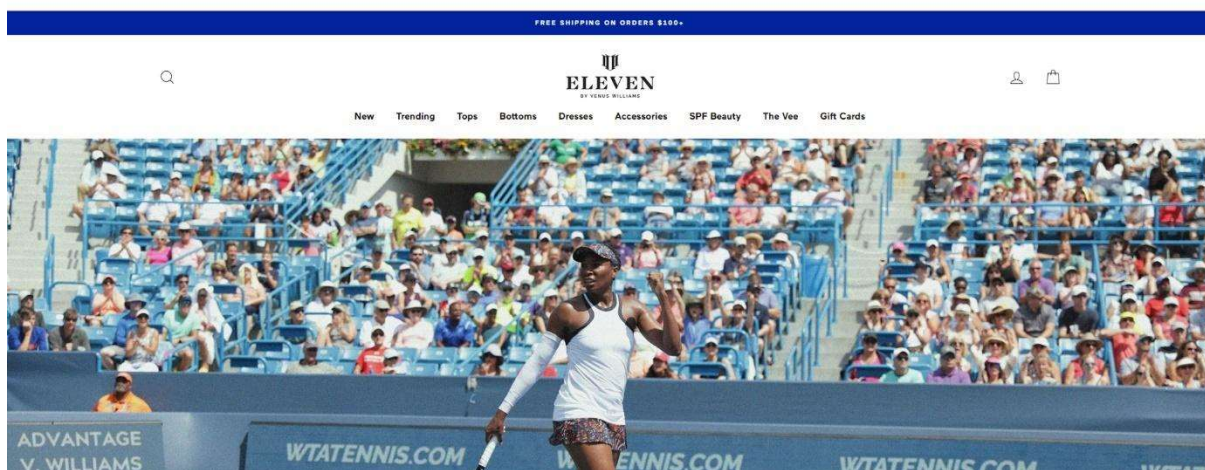 FREE SHIPPING ON ORDERS $100+
ELEVEN
BY VENUS WILLIAMS
New Trending Tops Bottoms Dresses Accessories SPF Beauty The Vee Gift Cards
ADVANTAGE
V. WILLIAMS
WTATENNIS.COM
WTATENNIS.COM